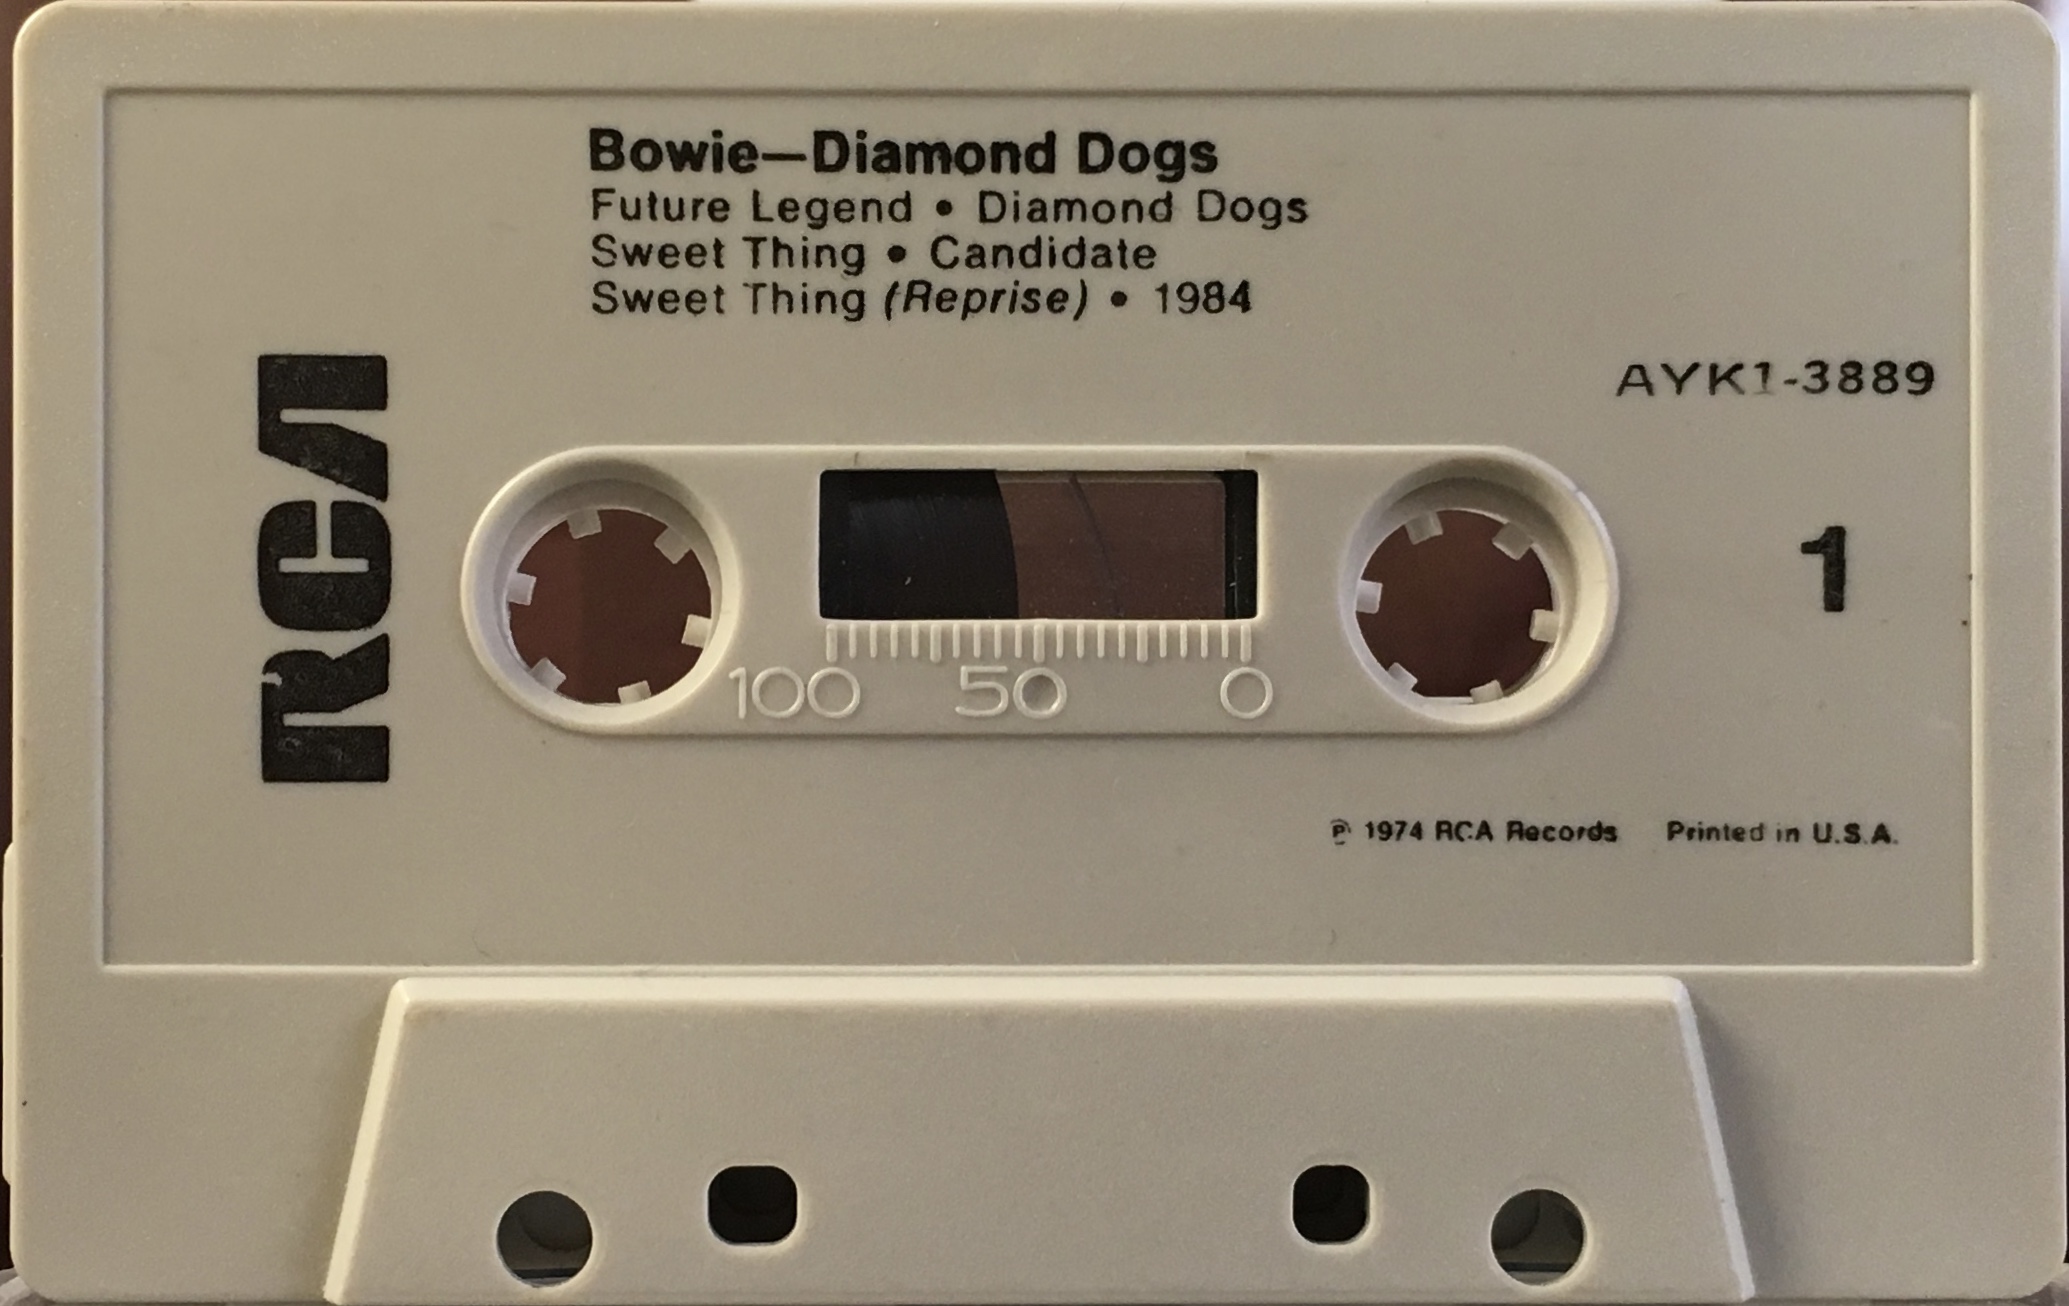 Bowie—Diamond Dogs
Future Legend • Diamond Dogs
Sweet Thing • Candidate
Sweet Thing (Reprise) • 1984
RCA
AYK1-3889
1
100 50 0
℗ 1974 RCA Records Printed in U.S.A.